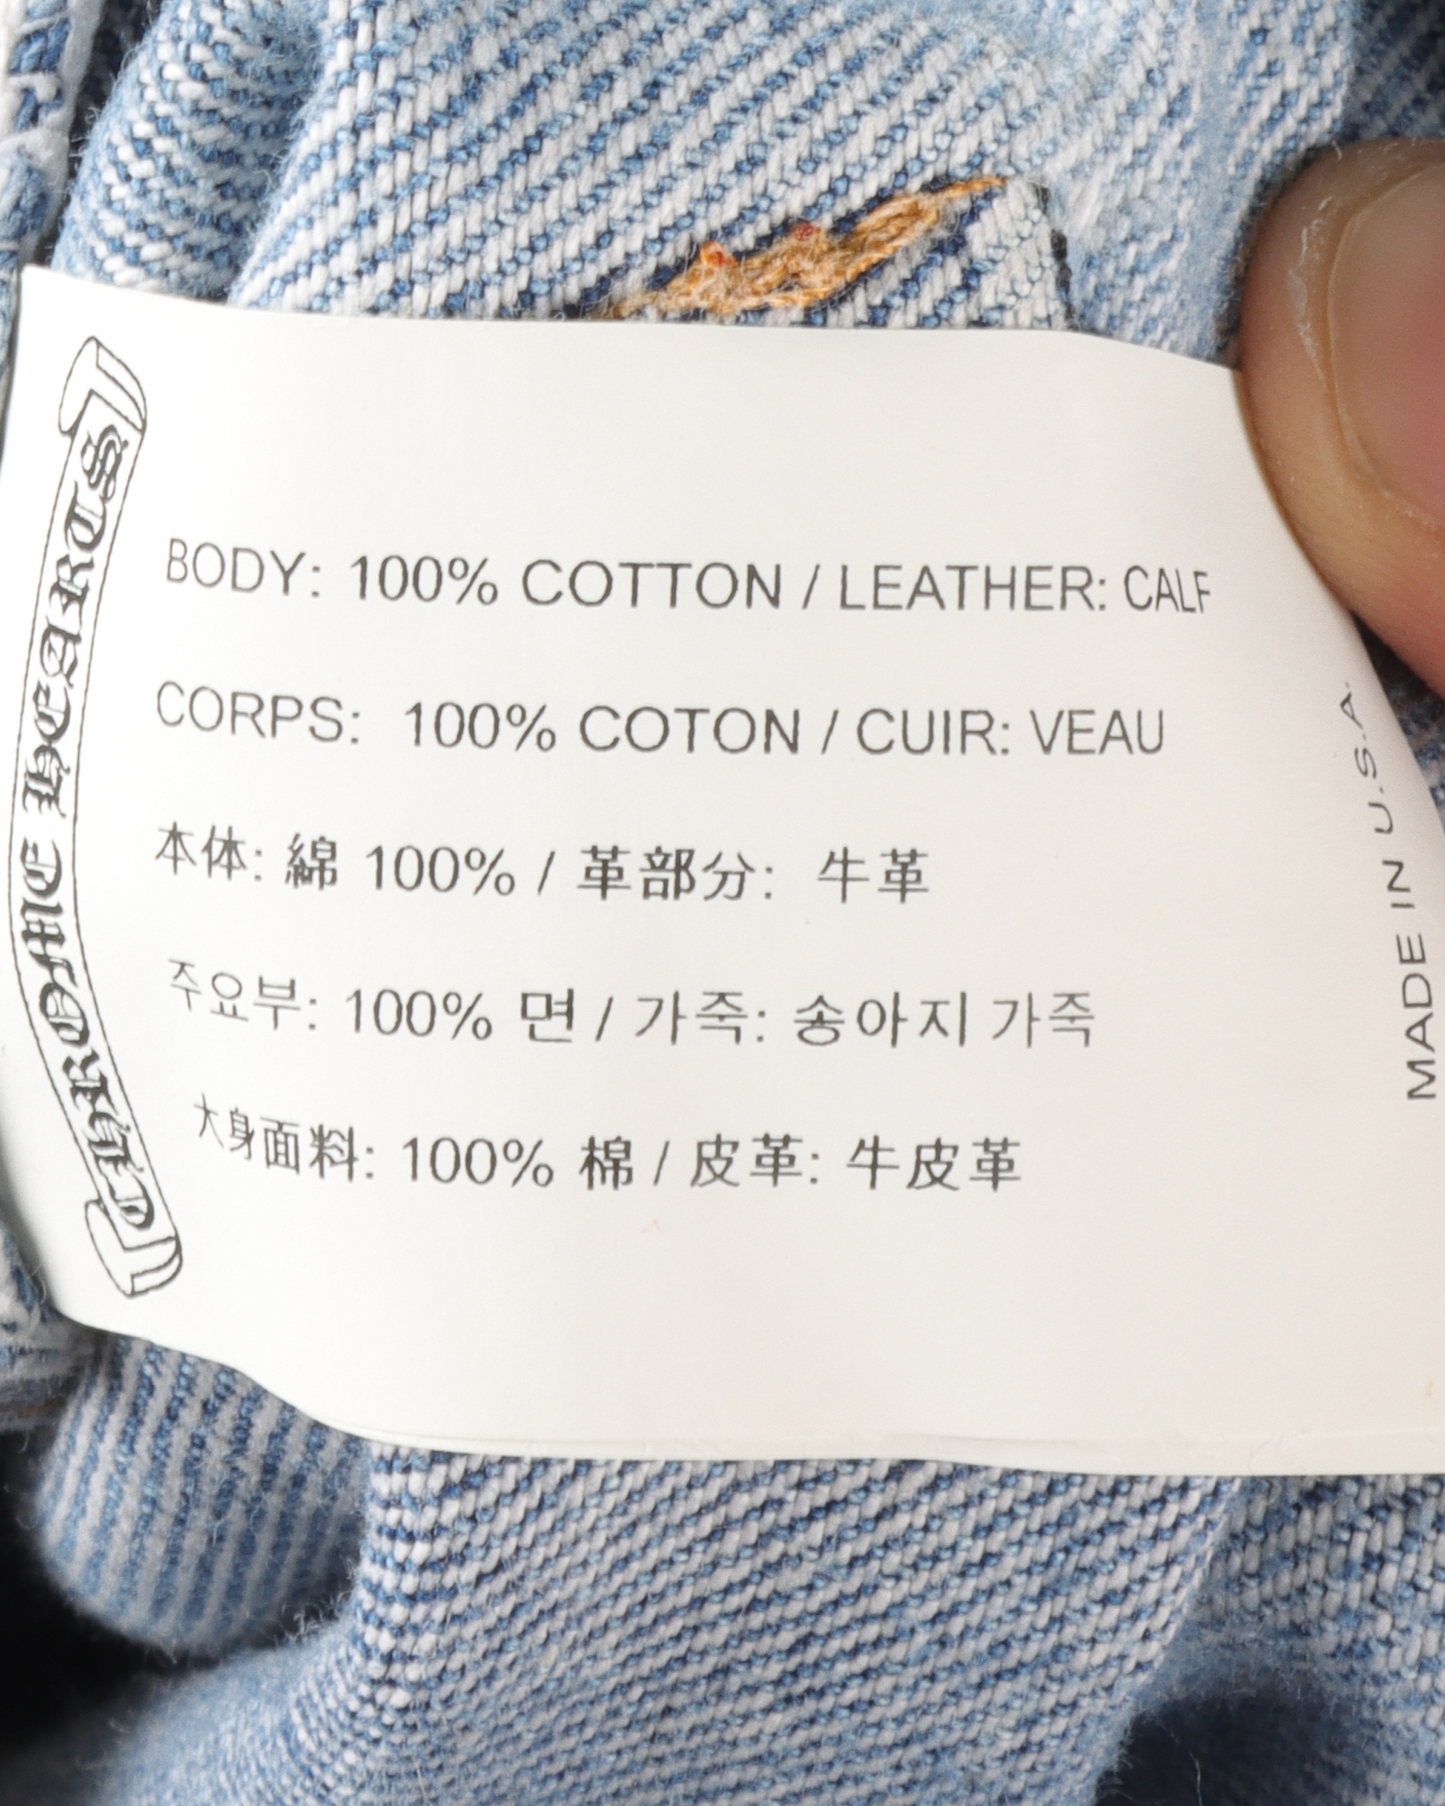 CHROME HEARTS
BODY: 100% COTTON / LEATHER: CALF
CORPS: 100% COTON / CUIR: VEAU
本体: 綿 100% / 革部分: 牛革
주요부: 100% 면 / 가죽: 송아지 가죽
大身面料: 100% 棉 / 皮革: 牛皮革
MADE IN U.S.A.